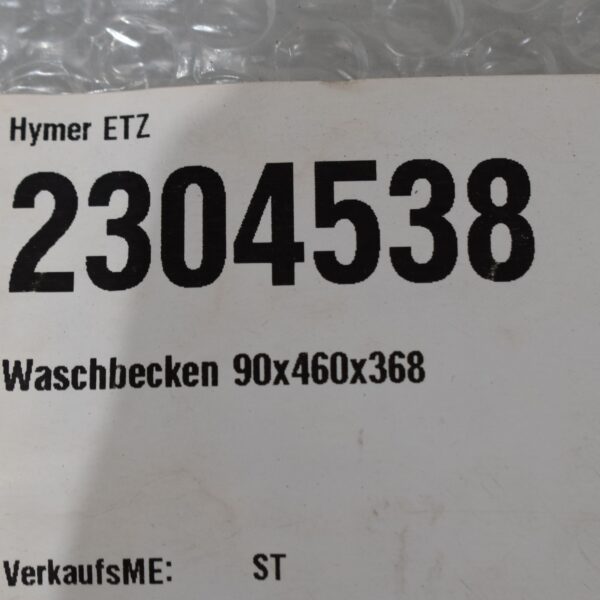 Hymer ETZ
2304538
Waschbecken 90x460x368
VerkaufsME: ST